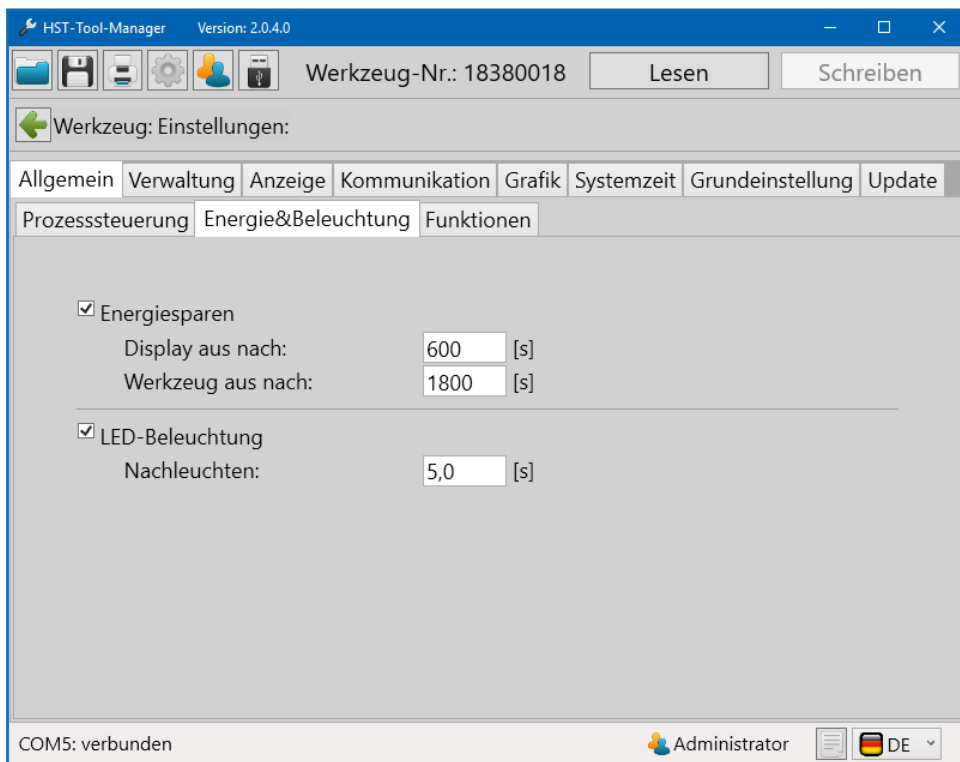 HST-Tool-Manager Version: 2.0.4.0
Werkzeug-Nr.: 18380018 Lesen Schreiben
Werkzeug: Einstellungen:
Allgemein Verwaltung Anzeige Kommunikation Grafik Systemzeit Grundeinstellung Update
Prozesssteuerung Energie&Beleuchtung Funktionen
Energiesparen
Display aus nach: 600 [s]
Werkzeug aus nach: 1800 [s]
LED-Beleuchtung
Nachleuchten: 5,0 [s]
COM5: verbunden Administrator DE